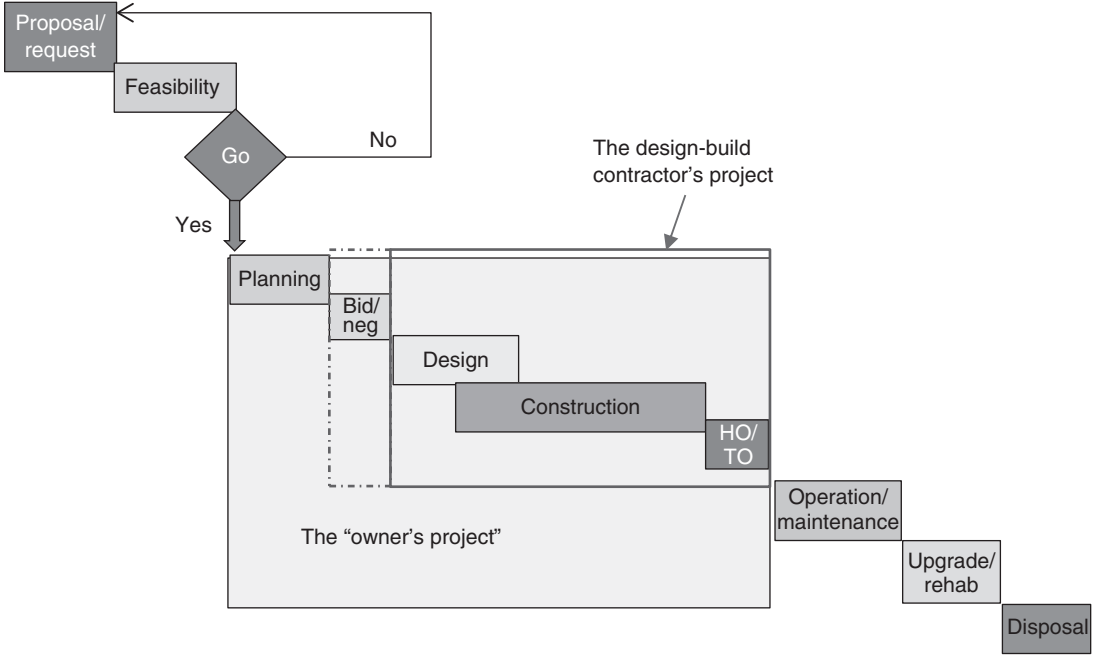 Proposal/
request
Feasibility
Go
No
Yes
The design-build
contractor’s project
Planning
Bid/
neg
Design
Construction
HO/
TO
The “owner’s project”
Operation/
maintenance
Upgrade/
rehab
Disposal